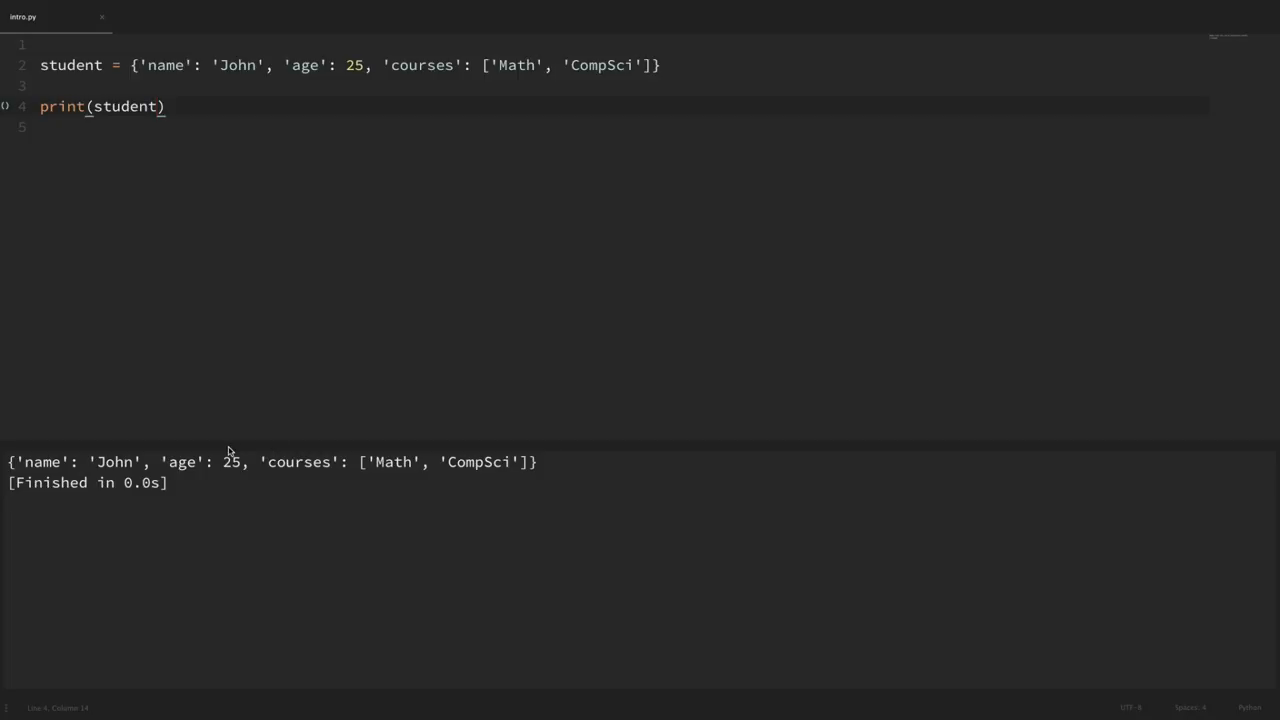 intro.py ×
1
2 student = {'name': 'John', 'age': 25, 'courses': ['Math', 'CompSci']}
3
() 4 print(student)
5
{'name': 'John', 'age': 25, 'courses': ['Math', 'CompSci']}
[Finished in 0.0s]
Line 4, Column 14 UTF-8 Spaces: 4 Python